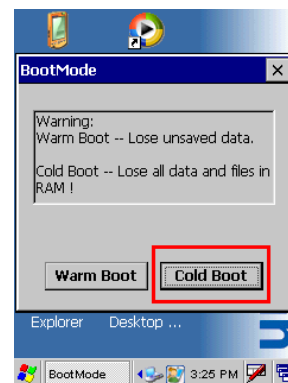 BootMode
Warning:
Warm Boot -- Lose unsaved data.
Cold Boot -- Lose all data and files in
RAM !
Warm Boot Cold Boot
Explorer Desktop ...
BootMode 3:25 PM